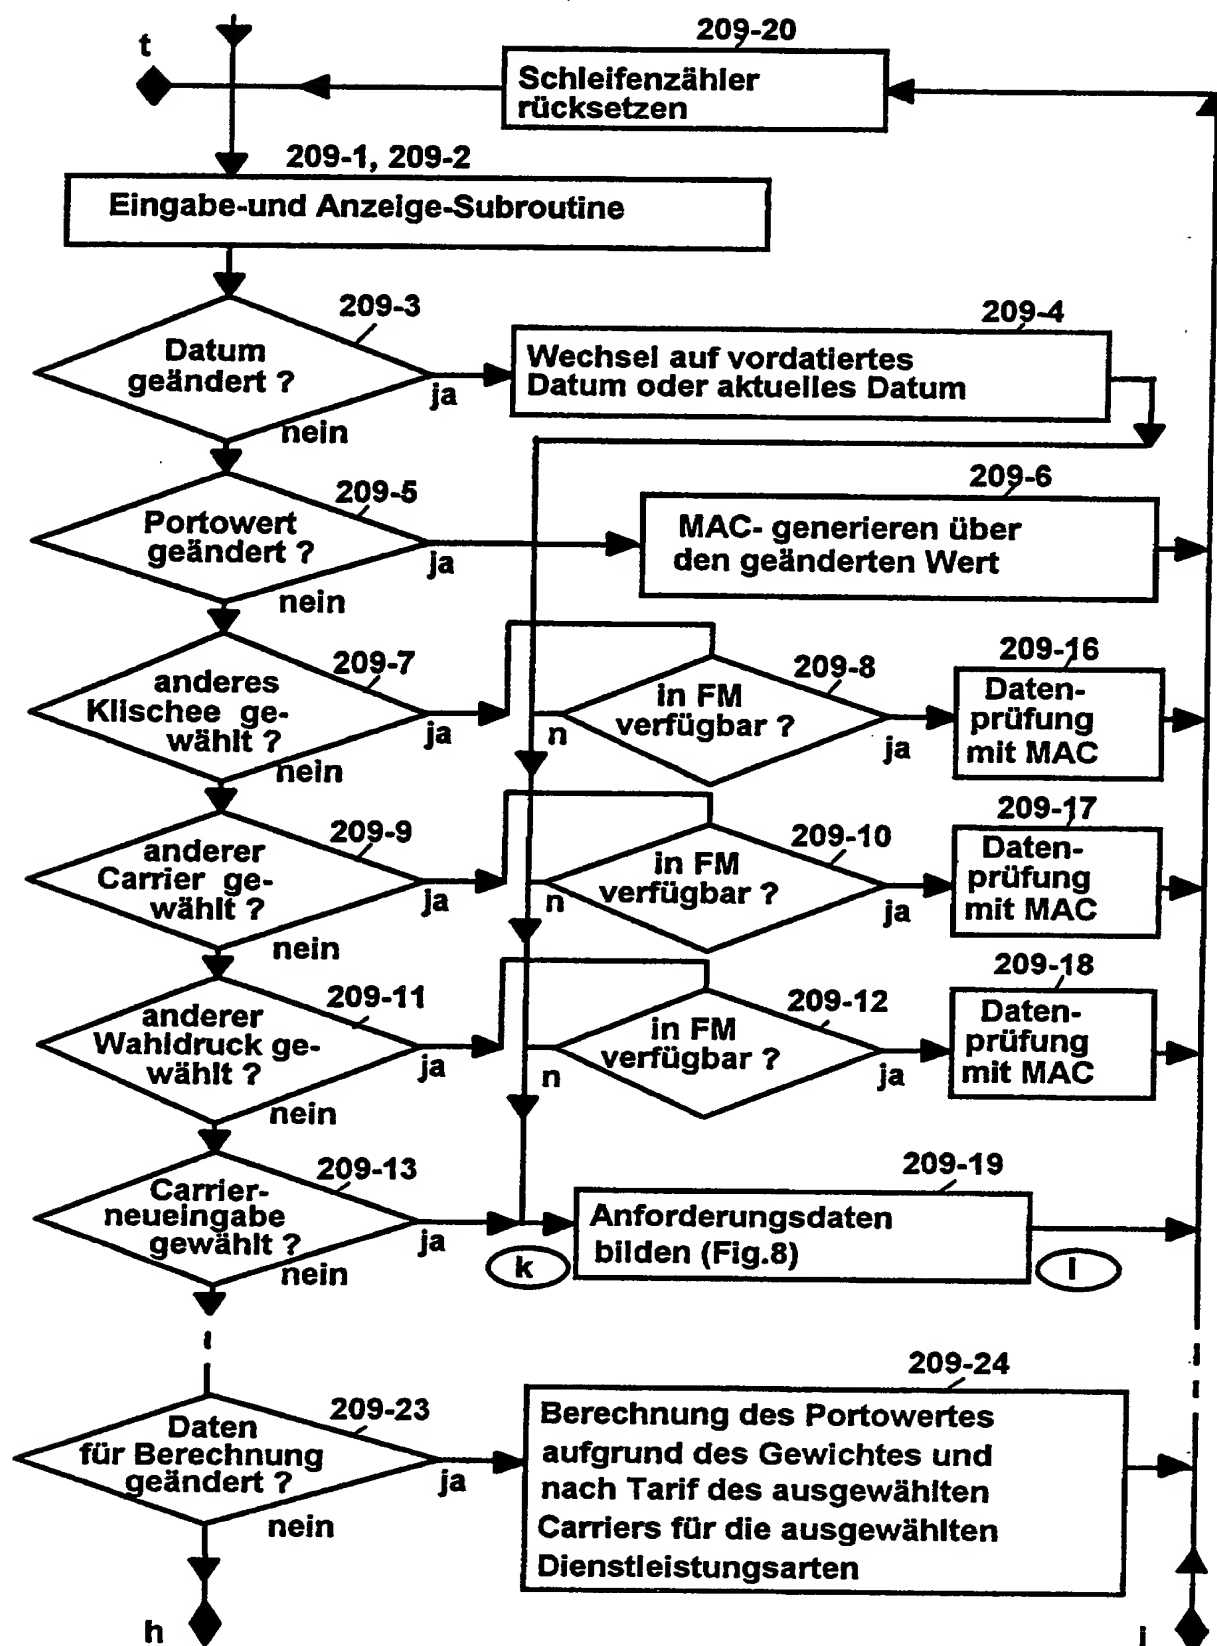 209-20
t
Schleifenzähler
rücksetzen
209-1, 209-2
Eingabe-und Anzeige-Subroutine
209-3
Datum
geändert ?
ja
nein
209-4
Wechsel auf vordatiertes
Datum oder aktuelles Datum
209-5
Portowert
geändert ?
ja
nein
209-6
MAC- generieren über
den geänderten Wert
209-7
anderes
Klischee ge-
wählt ?
ja
nein
209-8
in FM
verfügbar ?
n
ja
209-16
Daten-
prüfung
mit MAC
209-9
anderer
Carrier ge-
wählt ?
ja
nein
209-10
in FM
verfügbar ?
n
ja
209-17
Daten-
prüfung
mit MAC
209-11
anderer
Wahldruck ge-
wählt ?
ja
nein
209-12
in FM
verfügbar ?
n
ja
209-18
Daten-
prüfung
mit MAC
209-13
Carrier-
neueingabe
gewählt ?
ja
nein
k
209-19
Anforderungsdaten
bilden (Fig.8)
l
209-23
Daten
für Berechnung
geändert ?
ja
nein
209-24
Berechnung des Portowertes
aufgrund des Gewichtes und
nach Tarif des ausgewählten
Carriers für die ausgewählten
Dienstleistungsarten
h